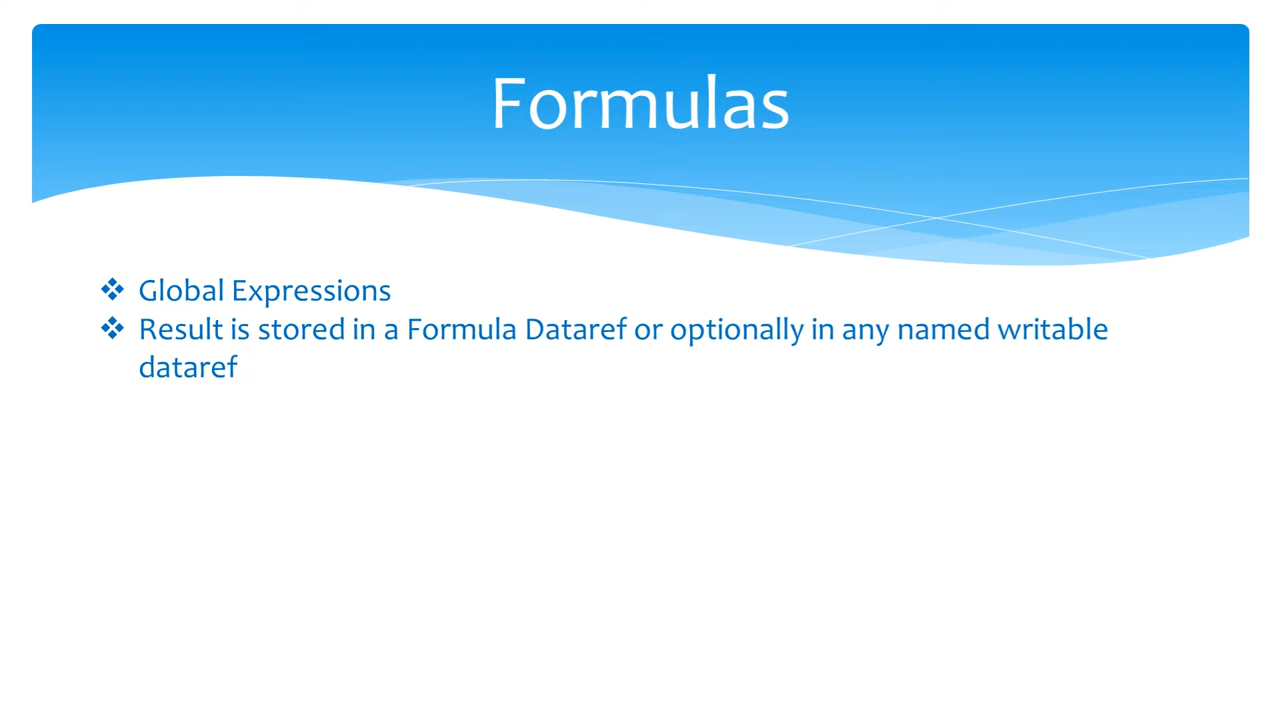 Formulas
❖ Global Expressions
❖ Result is stored in a Formula Dataref or optionally in any named writable
dataref